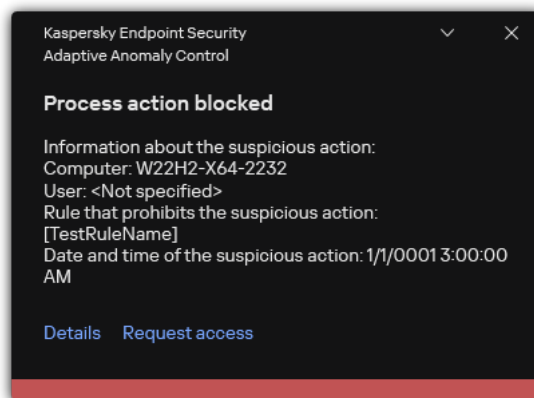 Kaspersky Endpoint Security
Adaptive Anomaly Control
Process action blocked
Information about the suspicious action:
Computer: W22H2-X64-2232
User: <Not specified>
Rule that prohibits the suspicious action:
[TestRuleName]
Date and time of the suspicious action: 1/1/0001 3:00:00
AM
Details Request access